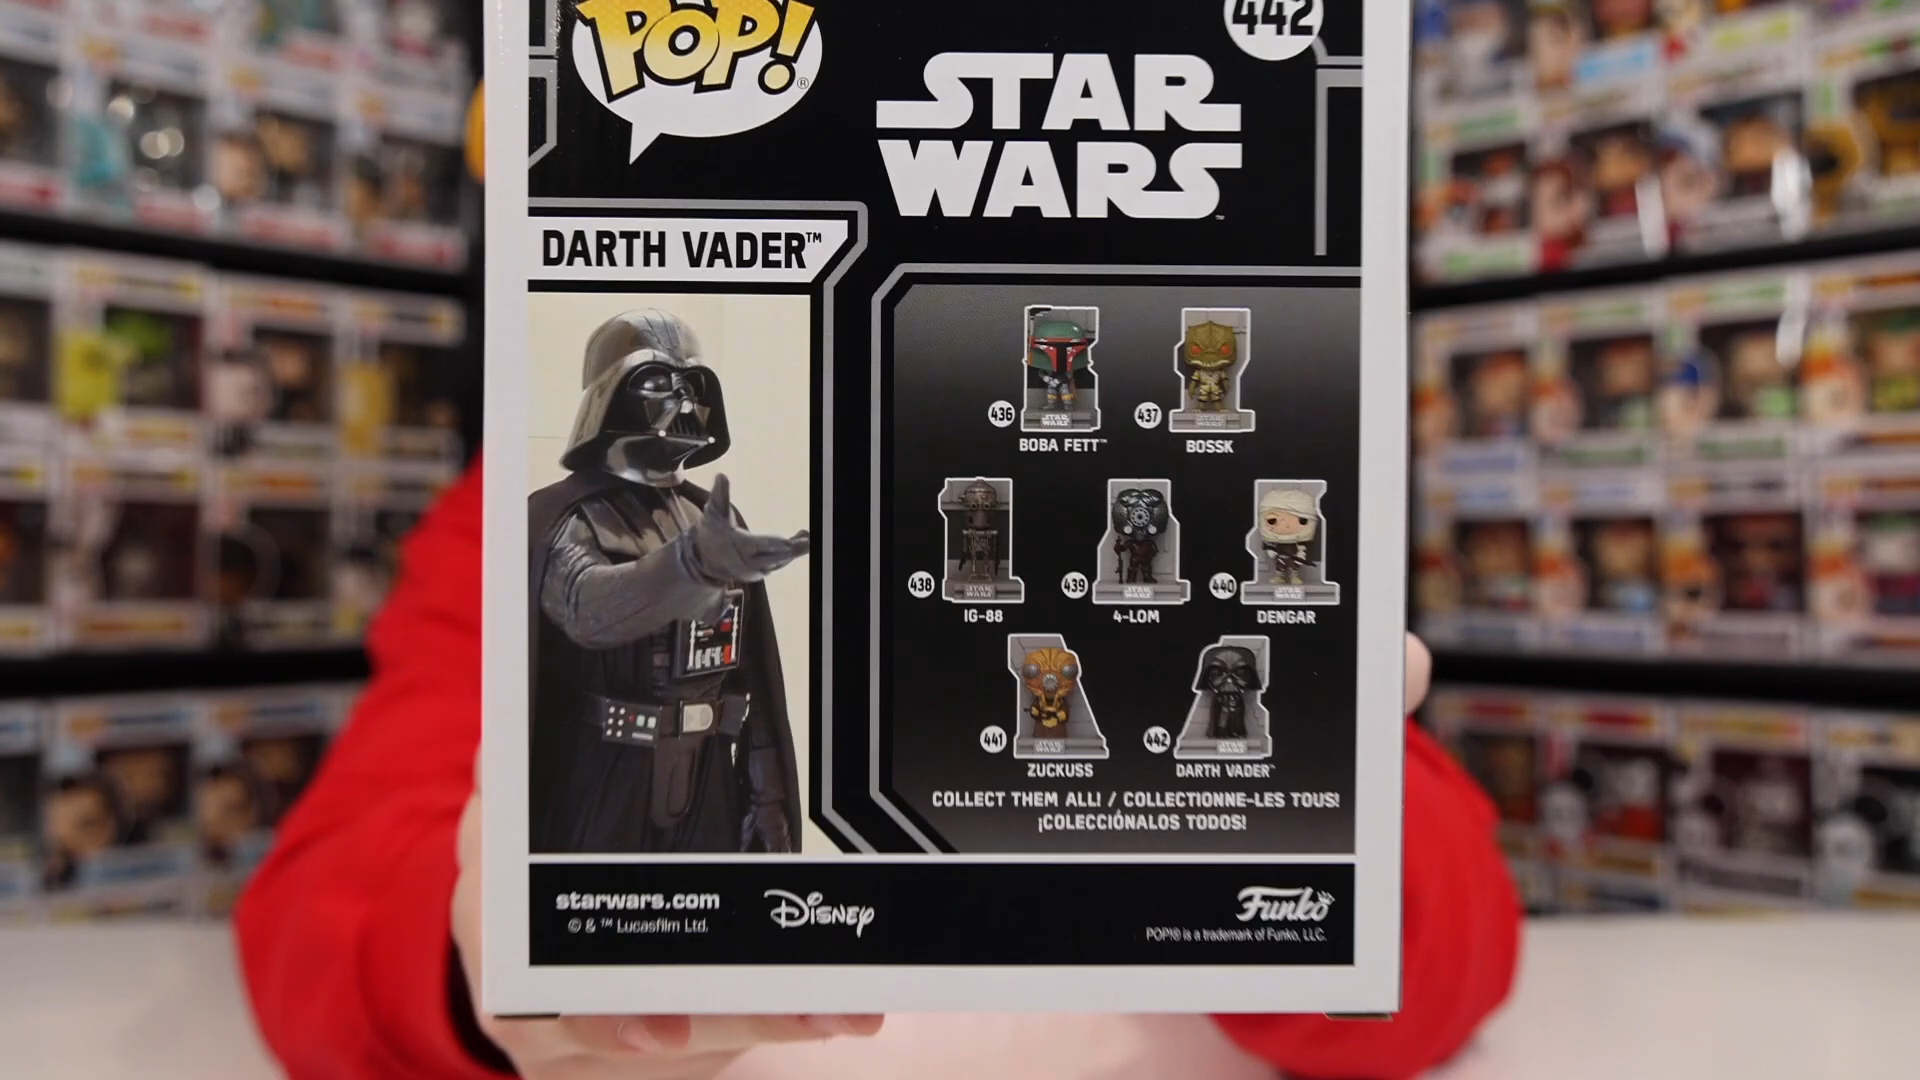 POP!®
442
STAR
WARS™
DARTH VADER™
436
BOBA FETT™
437
BOSSK
438
IG-88
439
4-LOM
440
DENGAR
441
ZUCKUSS
442
DARTH VADER™
COLLECT THEM ALL! / COLLECTIONNE-LES TOUS!
¡COLECCIÓNALOS TODOS!
starwars.com
© & ™ Lucasfilm Ltd.
Disney
Funko
POP!® is a trademark of Funko, LLC.